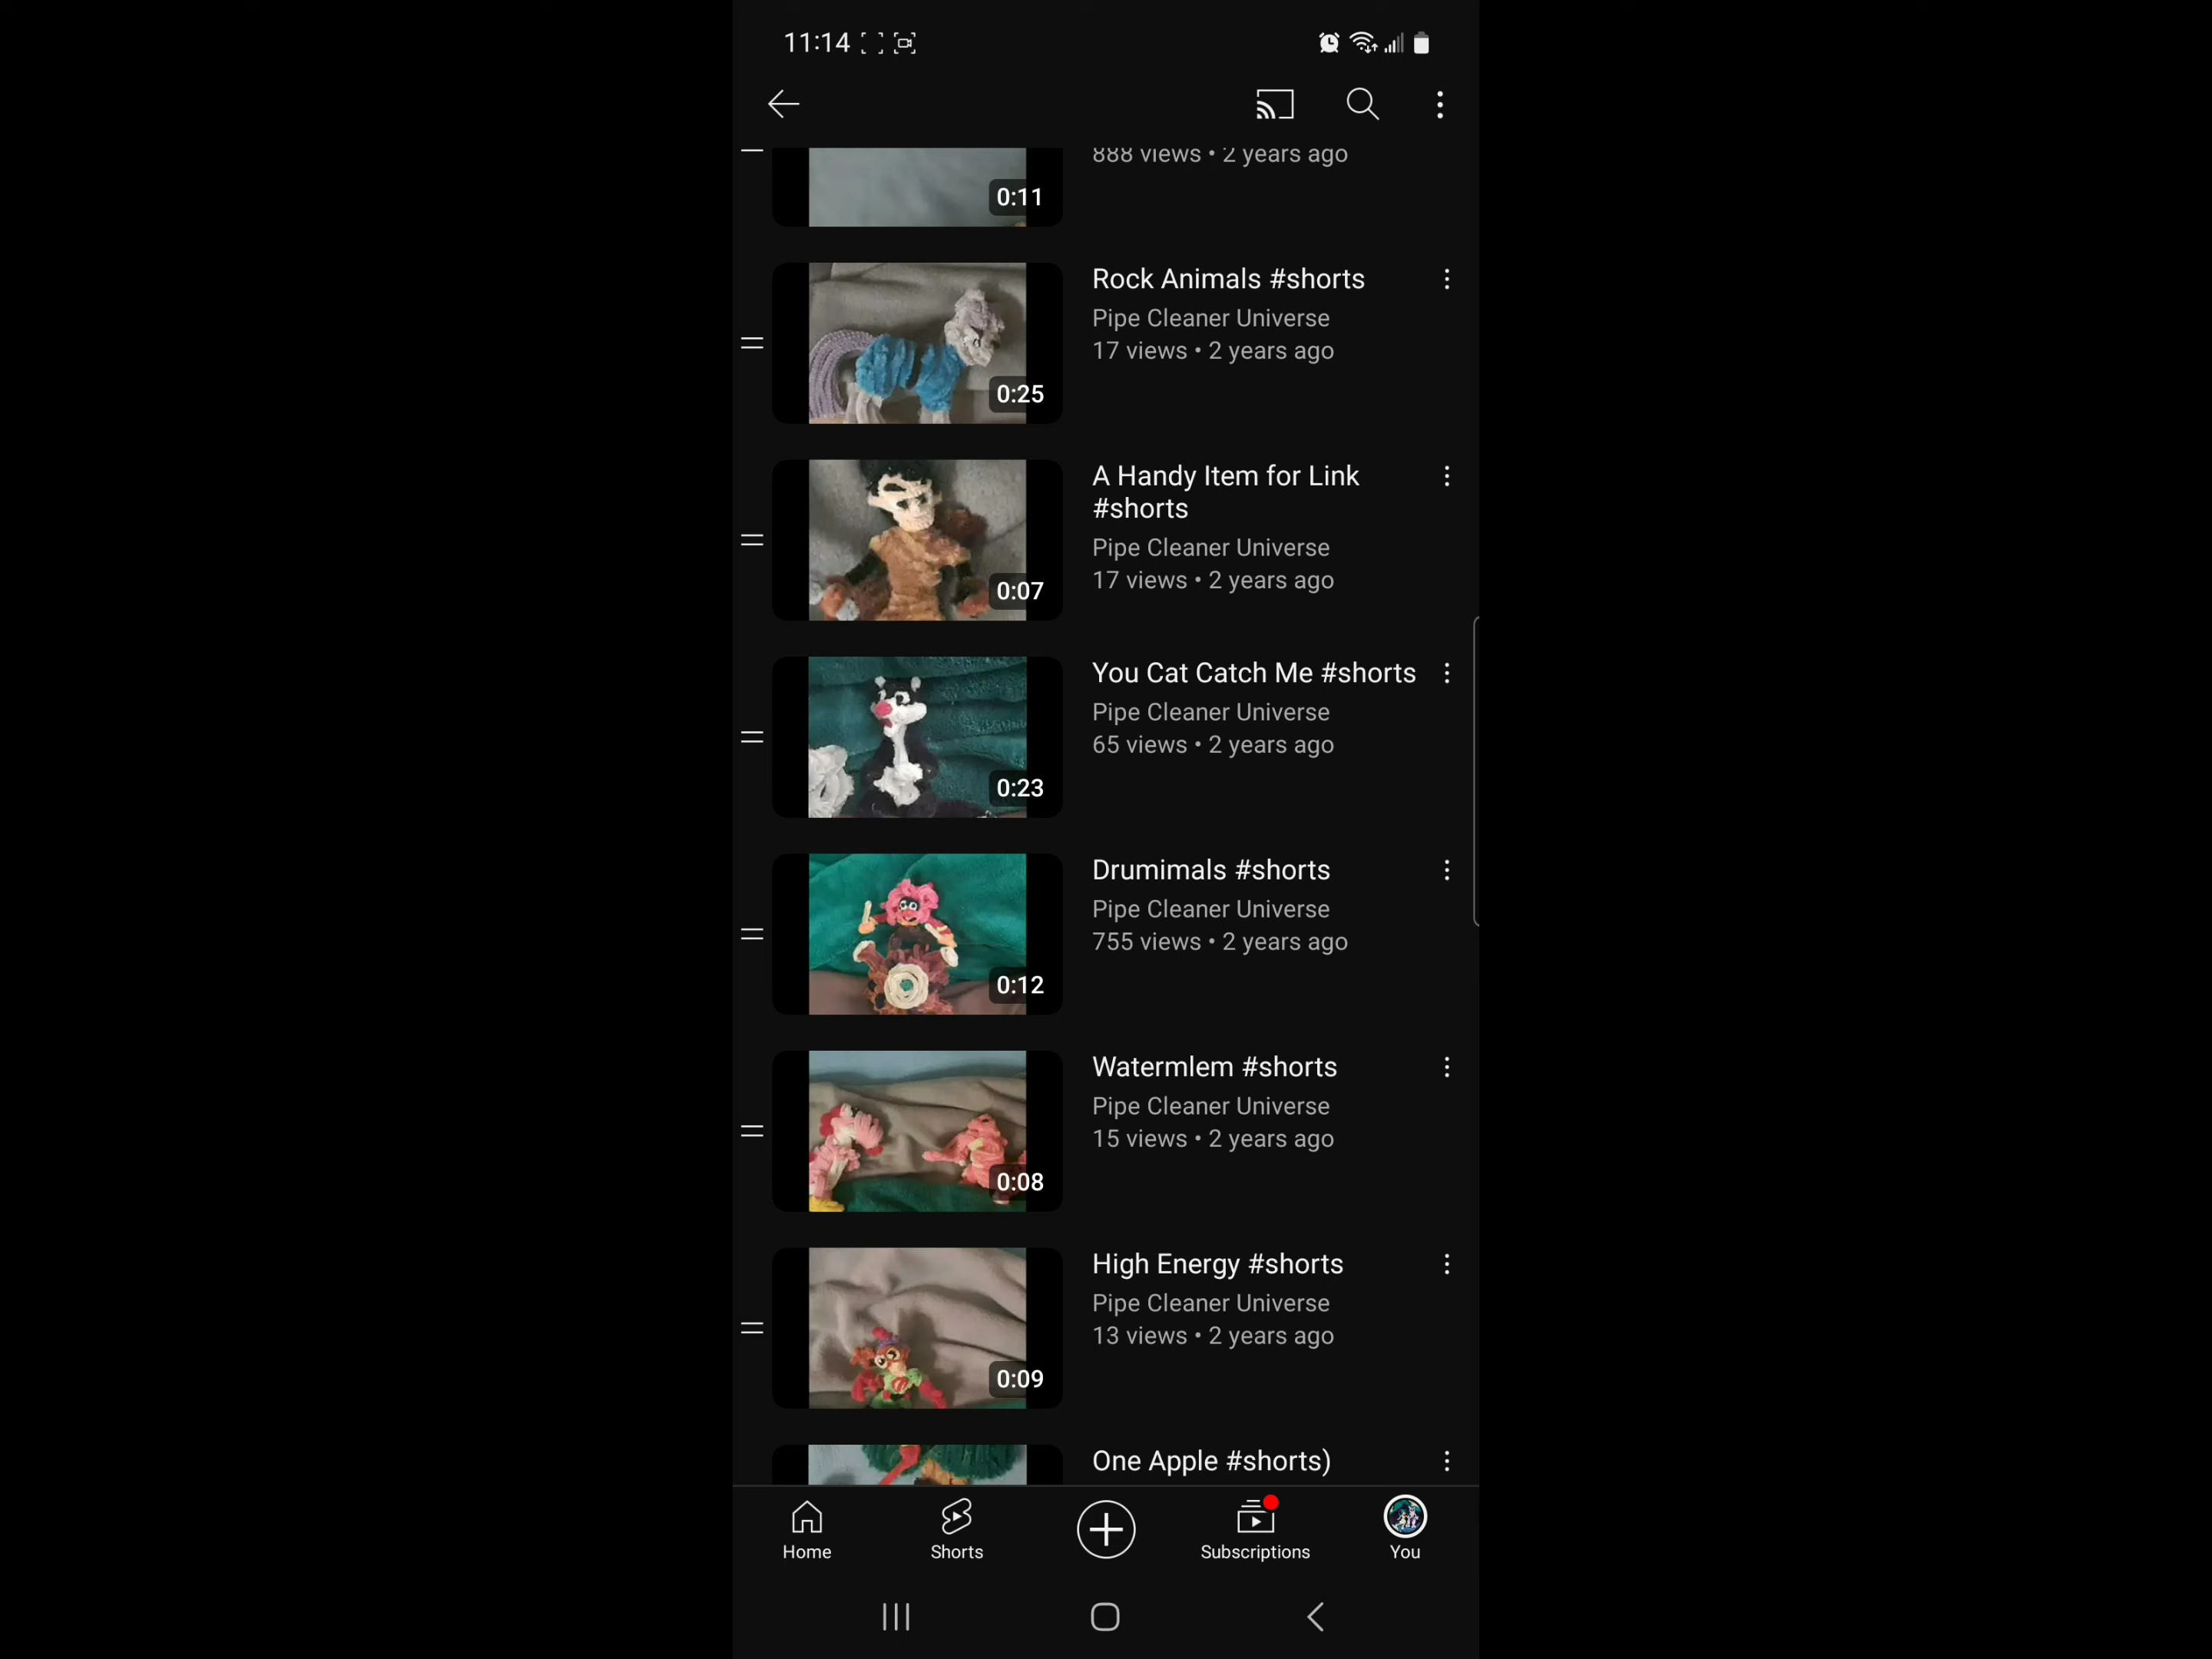 11:14
888 views • 2 years ago
0:11
Rock Animals #shorts
Pipe Cleaner Universe
17 views • 2 years ago
0:25
A Handy Item for Link
#shorts
Pipe Cleaner Universe
17 views • 2 years ago
0:07
You Cat Catch Me #shorts
Pipe Cleaner Universe
65 views • 2 years ago
0:23
Drumimals #shorts
Pipe Cleaner Universe
755 views • 2 years ago
0:12
Watermlem #shorts
Pipe Cleaner Universe
15 views • 2 years ago
0:08
High Energy #shorts
Pipe Cleaner Universe
13 views • 2 years ago
0:09
One Apple #shorts)
Home
Shorts
Subscriptions
You